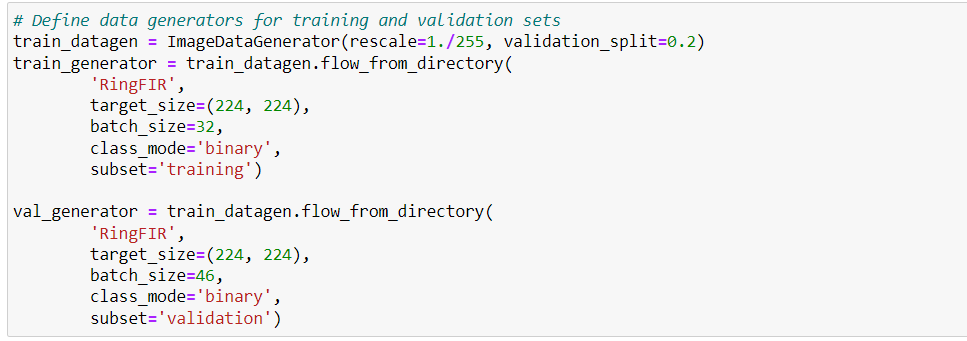 # Define data generators for training and validation sets
train_datagen = ImageDataGenerator(rescale=1./255, validation_split=0.2)
train_generator = train_datagen.flow_from_directory(
        'RingFIR',
        target_size=(224, 224),
        batch_size=32,
        class_mode='binary',
        subset='training')

val_generator = train_datagen.flow_from_directory(
        'RingFIR',
        target_size=(224, 224),
        batch_size=46,
        class_mode='binary',
        subset='validation')